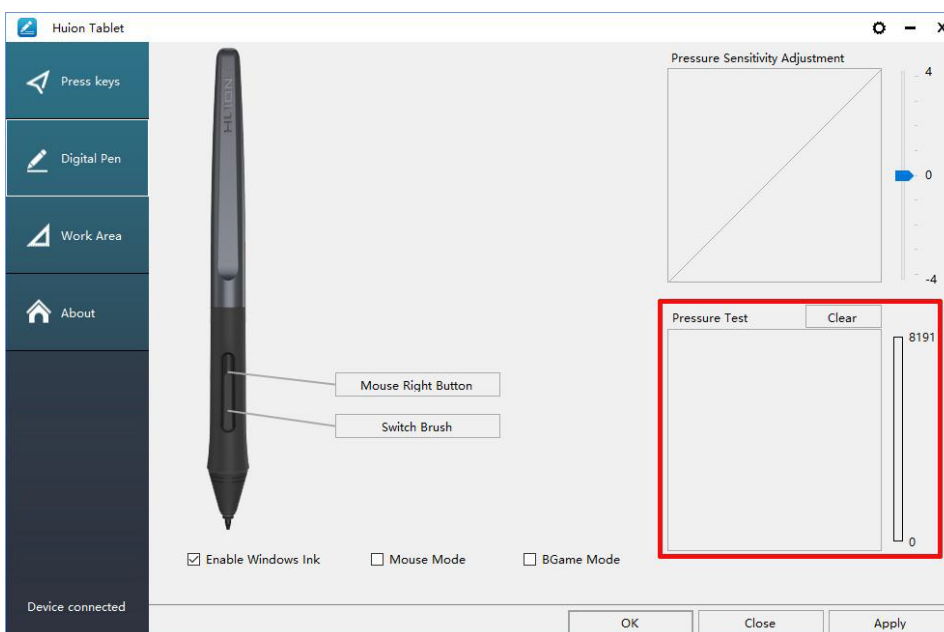 Huion Tablet
Press keys
Digital Pen
Work Area
About
Device connected
HUION
Mouse Right Button
Switch Brush
Enable Windows Ink
Mouse Mode
BGame Mode
Pressure Sensitivity Adjustment
4
0
-4
Pressure Test
Clear
8191
0
OK
Close
Apply